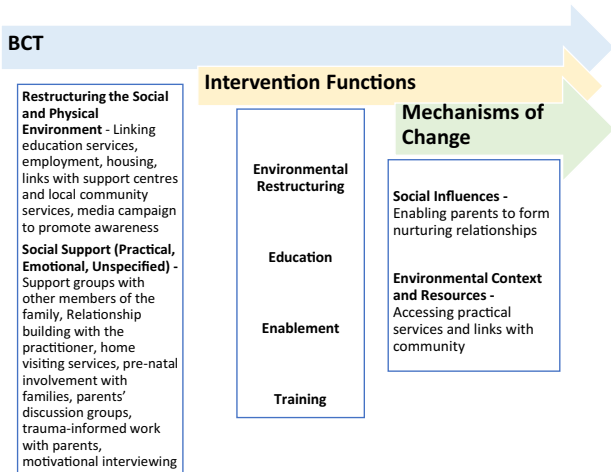 BCT
Restructuring the Social
and Physical
Environment - Linking
education services,
employment, housing,
links with support centres
and local community
services, media campaign
to promote awareness
Social Support (Practical,
Emotional, Unspecified) -
Support groups with
other members of the
family, Relationship
building with the
practitioner, home
visiting services, pre-natal
involvement with
families, parents’
discussion groups,
trauma-informed work
with parents,
motivational interviewing
Intervention Functions
Environmental
Restructuring
Education
Enablement
Training
Mechanisms of
Change
Social Influences -
Enabling parents to form
nurturing relationships
Environmental Context
and Resources -
Accessing practical
services and links with
community